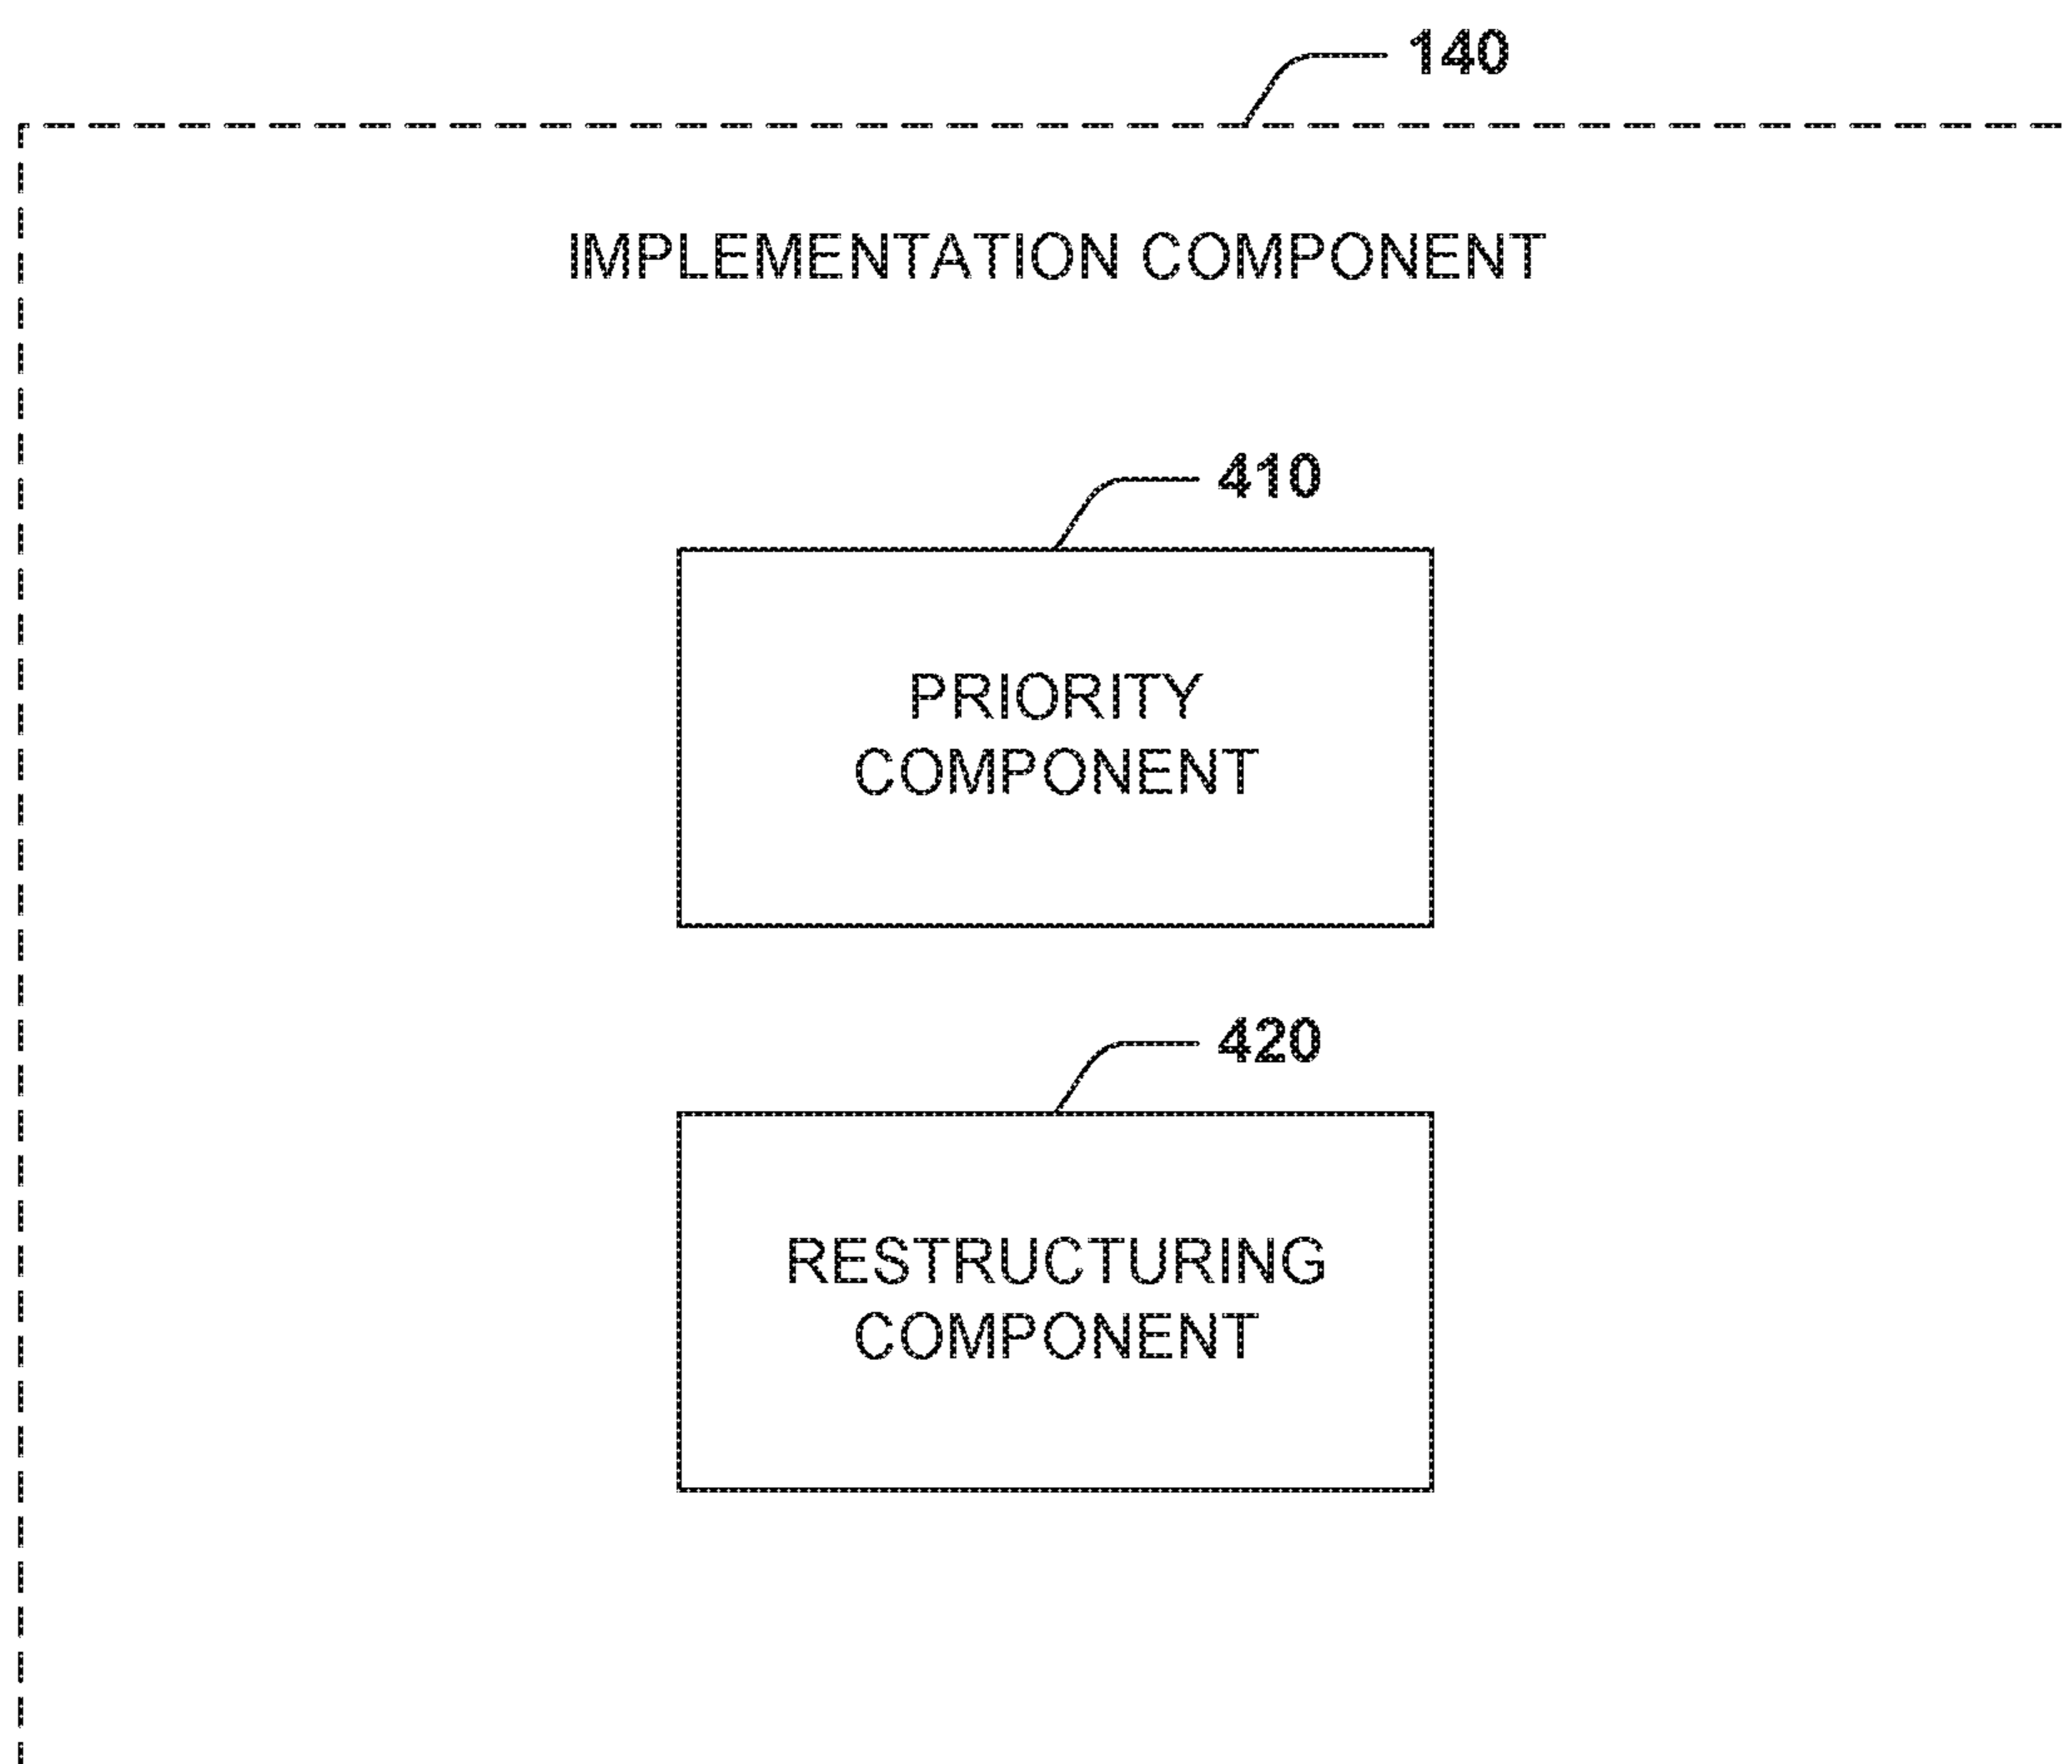 140
IMPLEMENTATION COMPONENT
410
PRIORITY
COMPONENT
420
RESTRUCTURING
COMPONENT